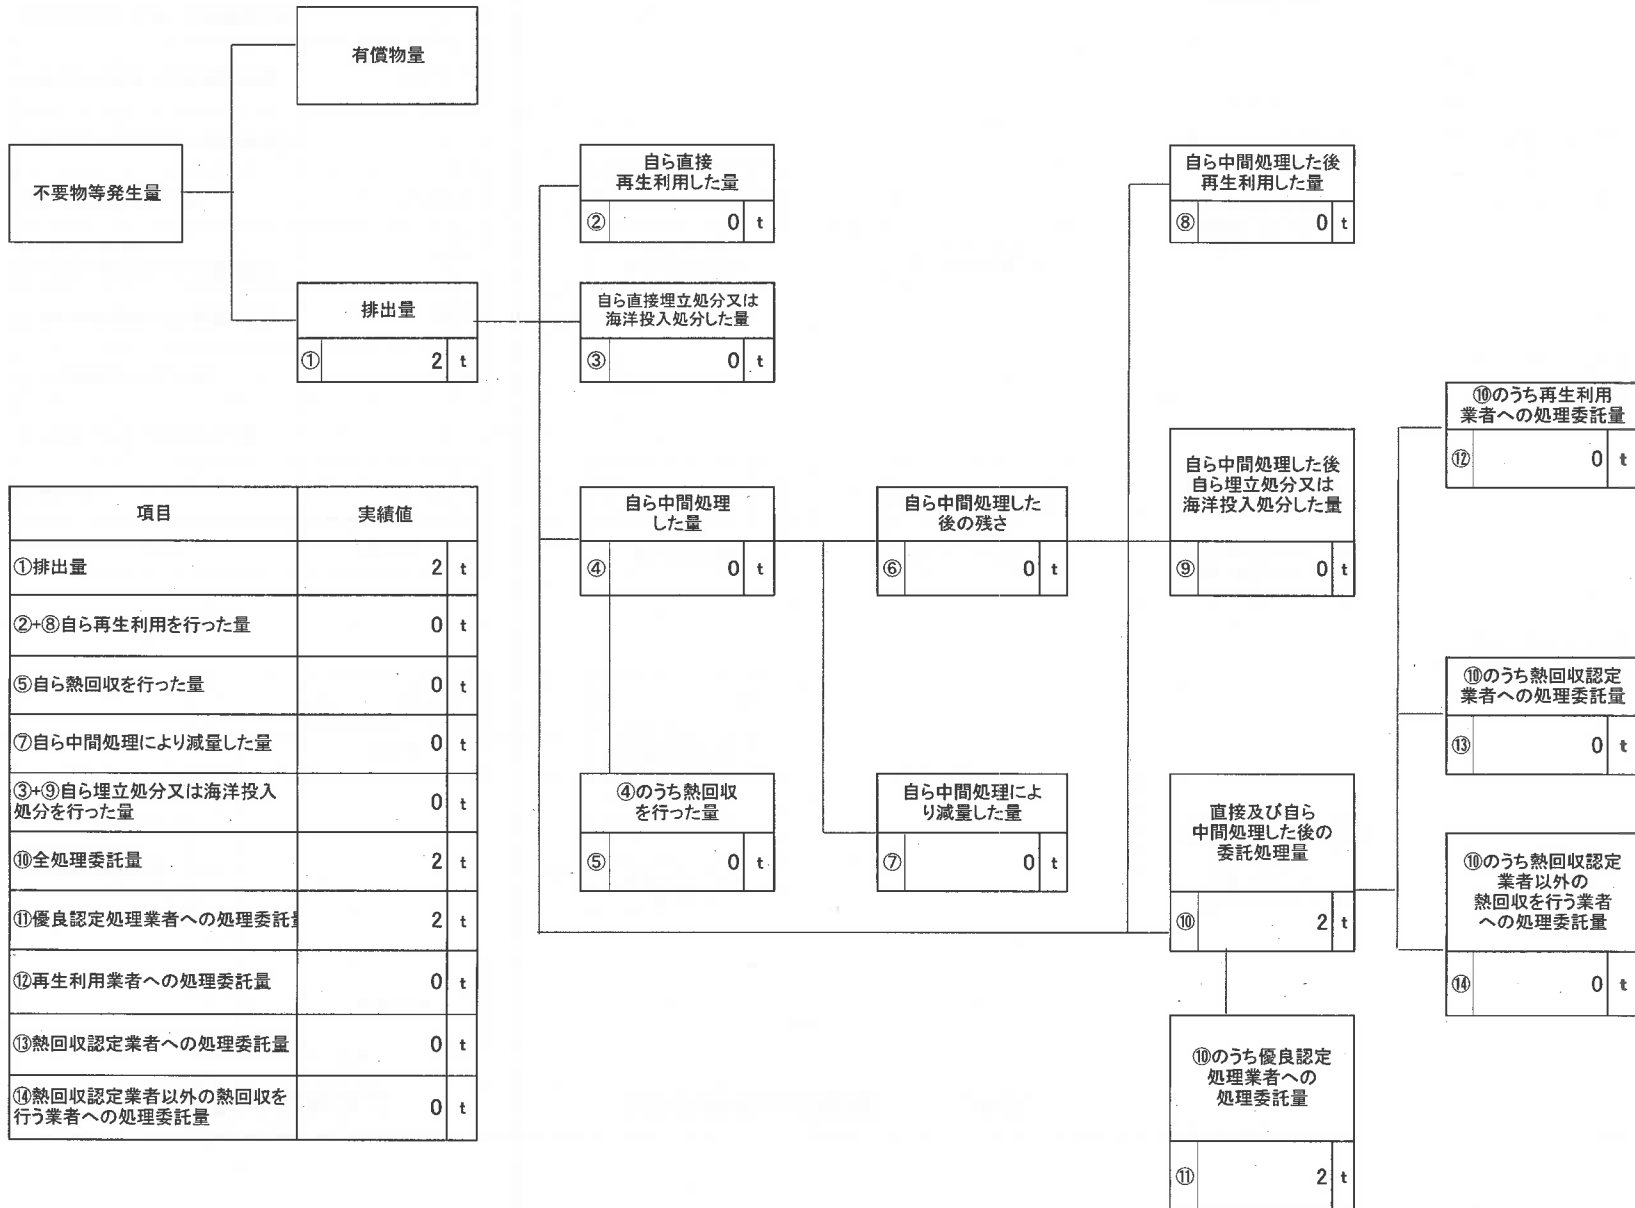 有償物量
不要物等発生量
排出量
① 2 t
自ら直接
再生利用した量
② 0 t
自ら直接埋立処分又は
海洋投入処分した量
③ 0 t
自ら中間処理
した量
④ 0 t
④のうち熱回収
を行った量
⑤ 0 t
自ら中間処理した
後の残さ
⑥ 0 t
自ら中間処理によ
り減量した量
⑦ 0 t
自ら中間処理した後
再生利用した量
⑧ 0 t
自ら中間処理した後
自ら埋立処分又は
海洋投入処分した量
⑨ 0 t
直接及び自ら
中間処理した後の
委託処理量
⑩ 2 t
⑩のうち優良認定
処理業者への
処理委託量
⑪ 2 t
⑩のうち再生利用
業者への処理委託量
⑫ 0 t
⑩のうち熱回収認定
業者への処理委託量
⑬ 0 t
⑩のうち熱回収認定
業者以外の
熱回収を行う業者
への処理委託量
⑭ 0 t
項目 実績値
①排出量 2 t
②+⑧自ら再生利用を行った量 0 t
⑤自ら熱回収を行った量 0 t
⑦自ら中間処理により減量した量 0 t
③+⑨自ら埋立処分又は海洋投入
処分を行った量 0 t
⑩全処理委託量 2 t
⑪優良認定処理業者への処理委託 2 t
⑫再生利用業者への処理委託量 0 t
⑬熱回収認定業者への処理委託量 0 t
⑭熱回収認定業者以外の熱回収を
行う業者への処理委託量 0 t